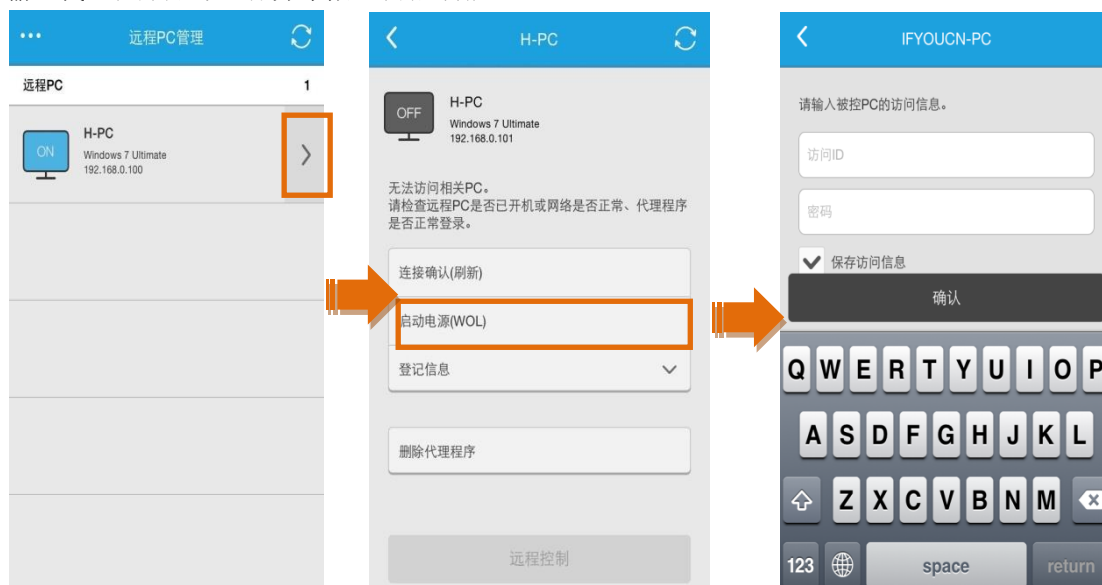 远程PC管理
远程PC
1
ON
H-PC
Windows 7 Ultimate
192.168.0.100
H-PC
OFF
H-PC
Windows 7 Ultimate
192.168.0.101
无法访问相关PC。
请检查远程PC是否已开机或网络是否正常、代理程序
是否正常登录。
连接确认(刷新)
启动电源(WOL)
登记信息
删除代理程序
远程控制
IFYOUCN-PC
请输入被控PC的访问信息。
访问ID
密码
保存访问信息
确认
Q W E R T Y U I O P
A S D F G H J K L
Z X C V B N M
123 space return